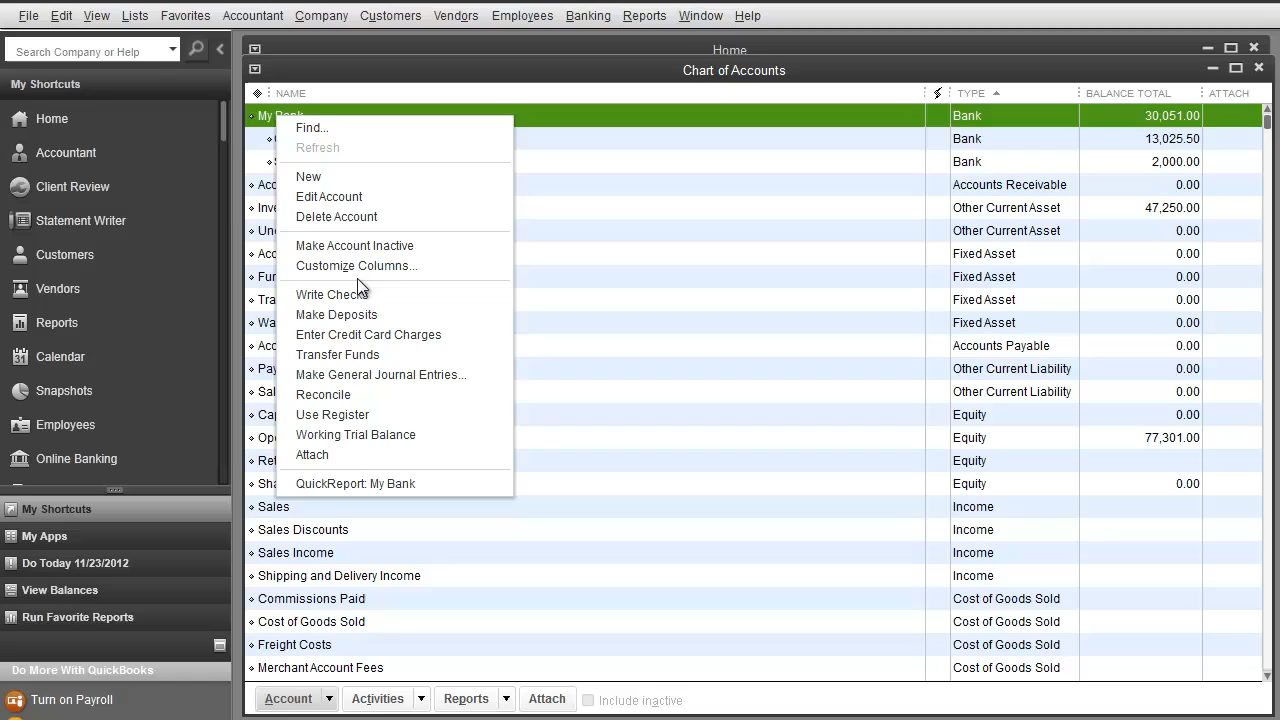 File Edit View Lists Favorites Accountant Company Customers Vendors Employees Banking Reports Window Help
Search Company or Help
My Shortcuts
Home
Accountant
Client Review
Statement Writer
Customers
Vendors
Reports
Calendar
31
Snapshots
Employees
Online Banking
My Shortcuts
My Apps
Do Today 11/23/2012
View Balances
Run Favorite Reports
Do More With QuickBooks
Turn on Payroll
Home
Chart of Accounts
NAME TYPE BALANCE TOTAL ATTACH
My Bank Bank 30,051.00
Bank 13,025.50
Bank 2,000.00
Accounts Receivable 0.00
Other Current Asset 47,250.00
Other Current Asset 0.00
Fixed Asset 0.00
Fixed Asset 0.00
Fixed Asset 0.00
Fixed Asset 0.00
Accounts Payable 0.00
Other Current Liability 0.00
Other Current Liability 0.00
Equity 0.00
Equity 77,301.00
Equity
Equity 0.00
Sales Income
Sales Discounts Income
Sales Income Income
Shipping and Delivery Income Income
Commissions Paid Cost of Goods Sold
Cost of Goods Sold Cost of Goods Sold
Freight Costs Cost of Goods Sold
Merchant Account Fees Cost of Goods Sold
Find...
Refresh
New
Edit Account
Delete Account
Make Account Inactive
Customize Columns...
Write Checks
Make Deposits
Enter Credit Card Charges
Transfer Funds
Make General Journal Entries...
Reconcile
Use Register
Working Trial Balance
Attach
QuickReport: My Bank
Account Activities Reports Attach Include inactive